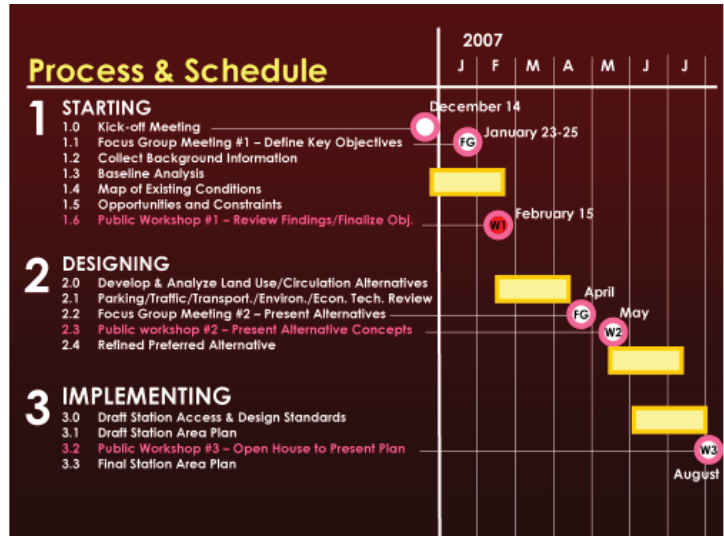 2007
Process & Schedule
J F M A M J J
1 STARTING
December 14
1.0 Kick-off Meeting
1.1 Focus Group Meeting #1 – Define Key Objectives
FG January 23-25
1.2 Collect Background Information
1.3 Baseline Analysis
1.4 Map of Existing Conditions
1.5 Opportunities and Constraints
1.6 Public Workshop #1 – Review Findings/Finalize Obj.
W1 February 15
2 DESIGNING
2.0 Develop & Analyze Land Use/Circulation Alternatives
2.1 Parking/Traffic/Transport./Environ./Econ. Tech. Review
April
2.2 Focus Group Meeting #2 – Present Alternatives
FG May
2.3 Public workshop #2 – Present Alternative Concepts
W2
2.4 Refined Preferred Alternative
3 IMPLEMENTING
3.0 Draft Station Access & Design Standards
3.1 Draft Station Area Plan
3.2 Public Workshop #3 – Open House to Present Plan
W3
3.3 Final Station Area Plan
August